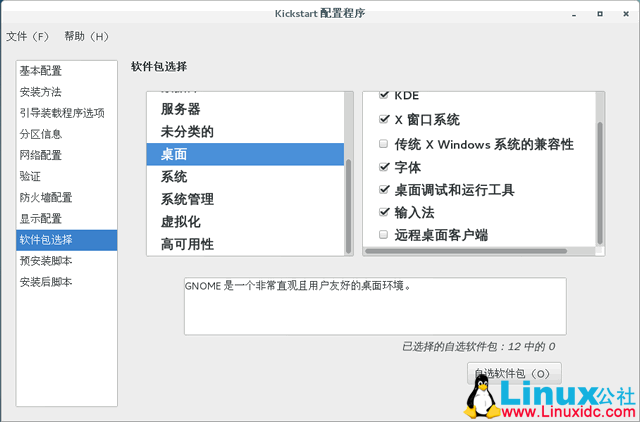 Kickstart 配置程序
文件（F） 帮助（H）
基本配置
安装方法
引导装载程序选项
分区信息
网络配置
验证
防火墙配置
显示配置
软件包选择
预安装脚本
安装后脚本
软件包选择
服务器
未分类的
桌面
系统
系统管理
虚拟化
高可用性
KDE
X 窗口系统
传统 X Windows 系统的兼容性
字体
桌面调试和运行工具
输入法
远程桌面客户端
GNOME 是一个非常直观且用户友好的桌面环境。
已选择的自选软件包：12 中的 0
自选软件包（O）
Linux公社
www.Linuxidc.com